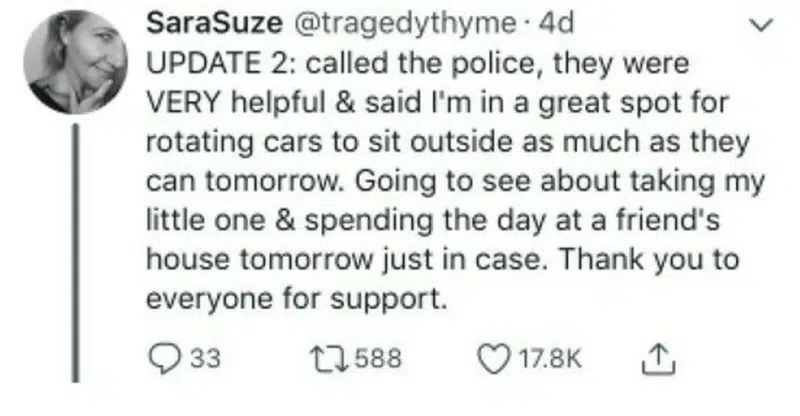 SaraSuze @tragedythyme · 4d
UPDATE 2: called the police, they were
VERY helpful & said I'm in a great spot for
rotating cars to sit outside as much as they
can tomorrow. Going to see about taking my
little one & spending the day at a friend's
house tomorrow just in case. Thank you to
everyone for support.
33 588 17.8K